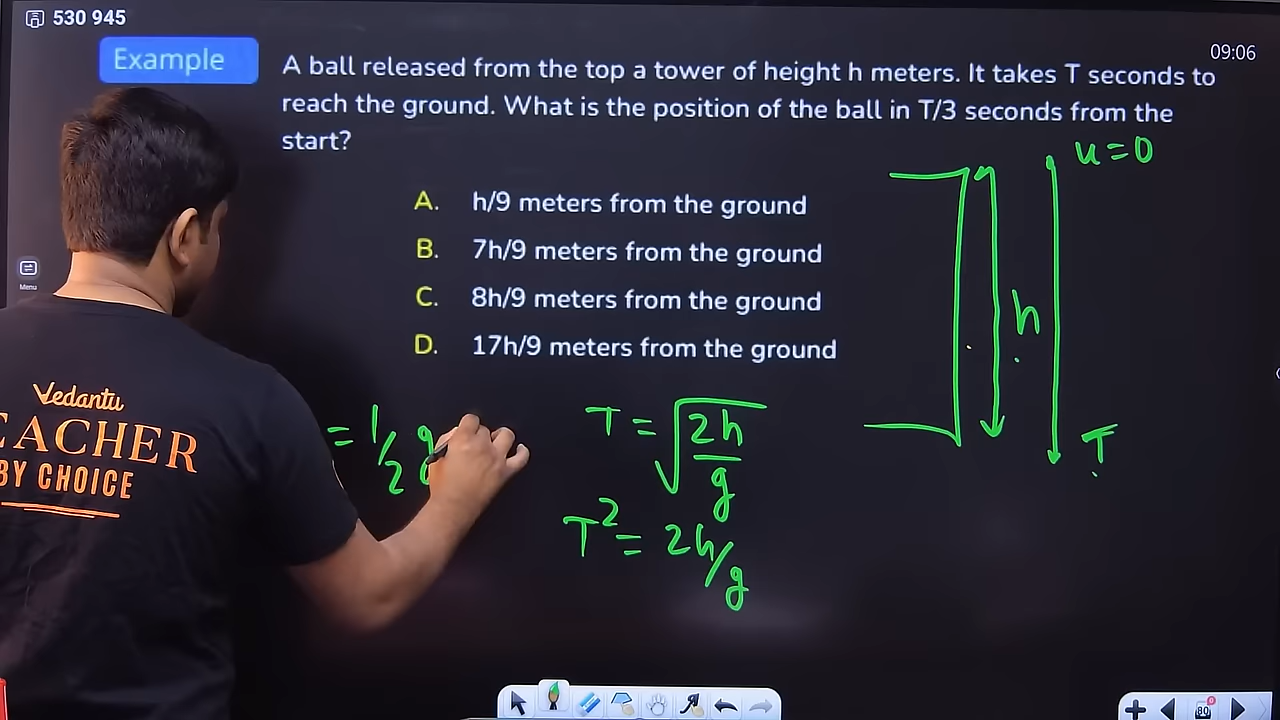 530 945
09:06
Example
A ball released from the top a tower of height h meters. It takes T seconds to
reach the ground. What is the position of the ball in T/3 seconds from the
start?
A. h/9 meters from the ground
B. 7h/9 meters from the ground
C. 8h/9 meters from the ground
D. 17h/9 meters from the ground
u=0
h
T
= 1/2 g
T = √2h/g
T² = 2h/g
Vedantu
EACHER
BY CHOICE
Menu
80